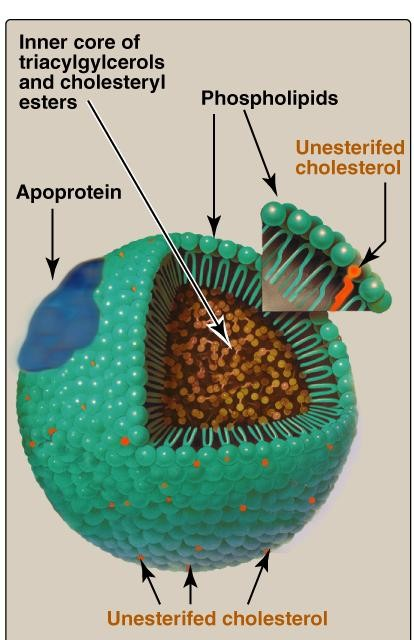 Inner core of
triacylgylcerols
and cholesteryl
esters
Phospholipids
Unesterifed
cholesterol
Apoprotein
Unesterifed cholesterol